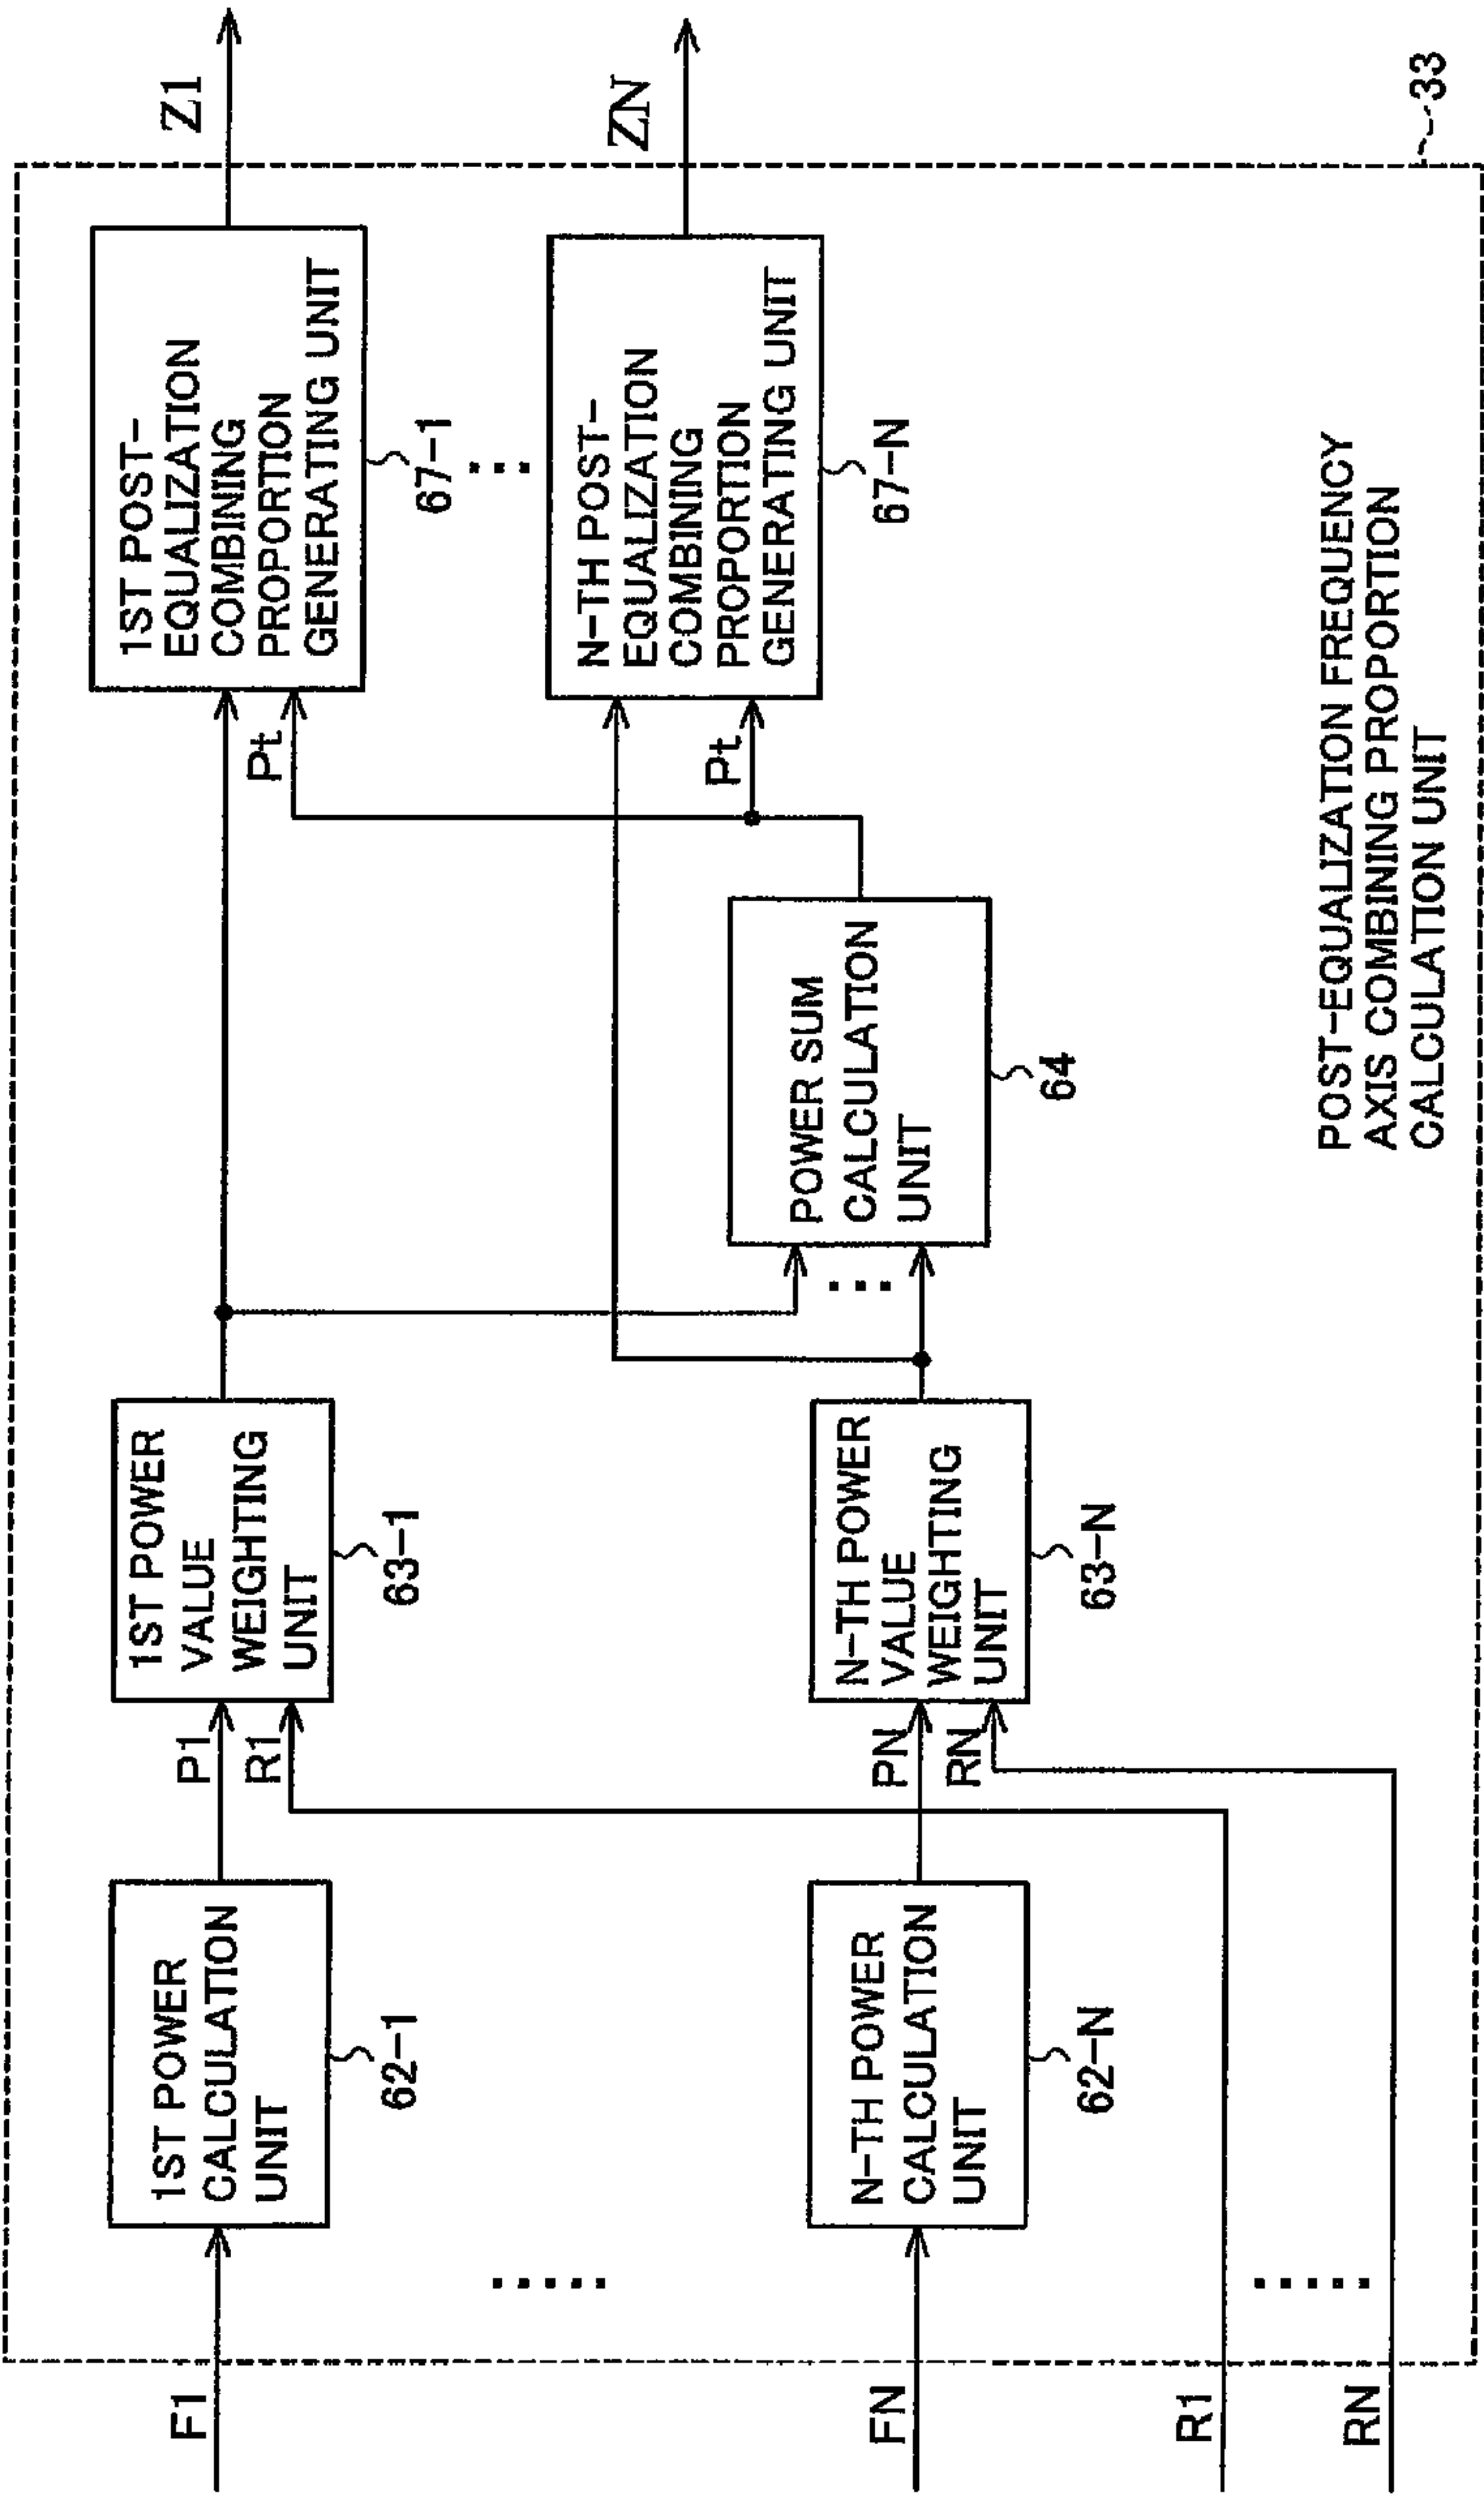 F1
1ST POWER
CALCULATION
UNIT
62-1
P1
R1
1ST POWER
VALUE
WEIGHTING
UNIT
63-1
Pt
1ST POST-
EQUALIZATION
COMBINING
PROPORTION
GENERATING UNIT
67-1
Z1
FN
N-TH POWER
CALCULATION
UNIT
62-N
PN
RN
N-TH POWER
VALUE
WEIGHTING
UNIT
63-N
POWER SUM
CALCULATION
UNIT
64
Pt
N-TH POST-
EQUALIZATION
COMBINING
PROPORTION
GENERATING UNIT
67-N
ZN
R1
RN
POST-EQUALIZATION FREQUENCY
AXIS COMBINING PROPORTION
CALCULATION UNIT
33